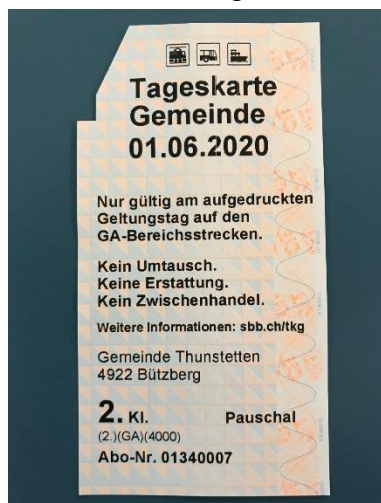 Tageskarte
Gemeinde
01.06.2020
Nur gültig am aufgedruckten
Geltungstag auf den
GA-Bereichsstrecken.
Kein Umtausch.
Keine Erstattung.
Kein Zwischenhandel.
Weitere Informationen: sbb.ch/tkg
Gemeinde Thunstetten
4922 Bützberg
2. Kl. Pauschal
(2.)(GA)(4000)
Abo-Nr. 01340007